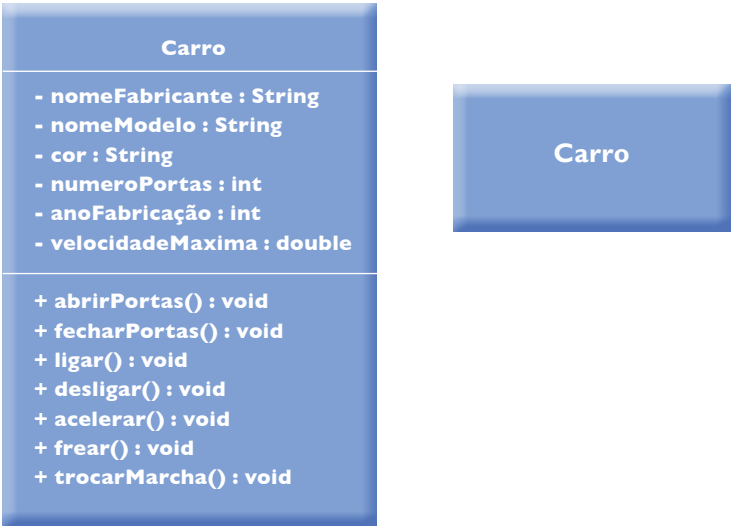 Carro
- nomeFabricante : String
- nomeModelo : String
- cor : String
- numeroPortas : int
- anoFabricação : int
- velocidadeMaxima : double
+ abrirPortas() : void
+ fecharPortas() : void
+ ligar() : void
+ desligar() : void
+ acelerar() : void
+ frear() : void
+ trocarMarcha() : void
Carro